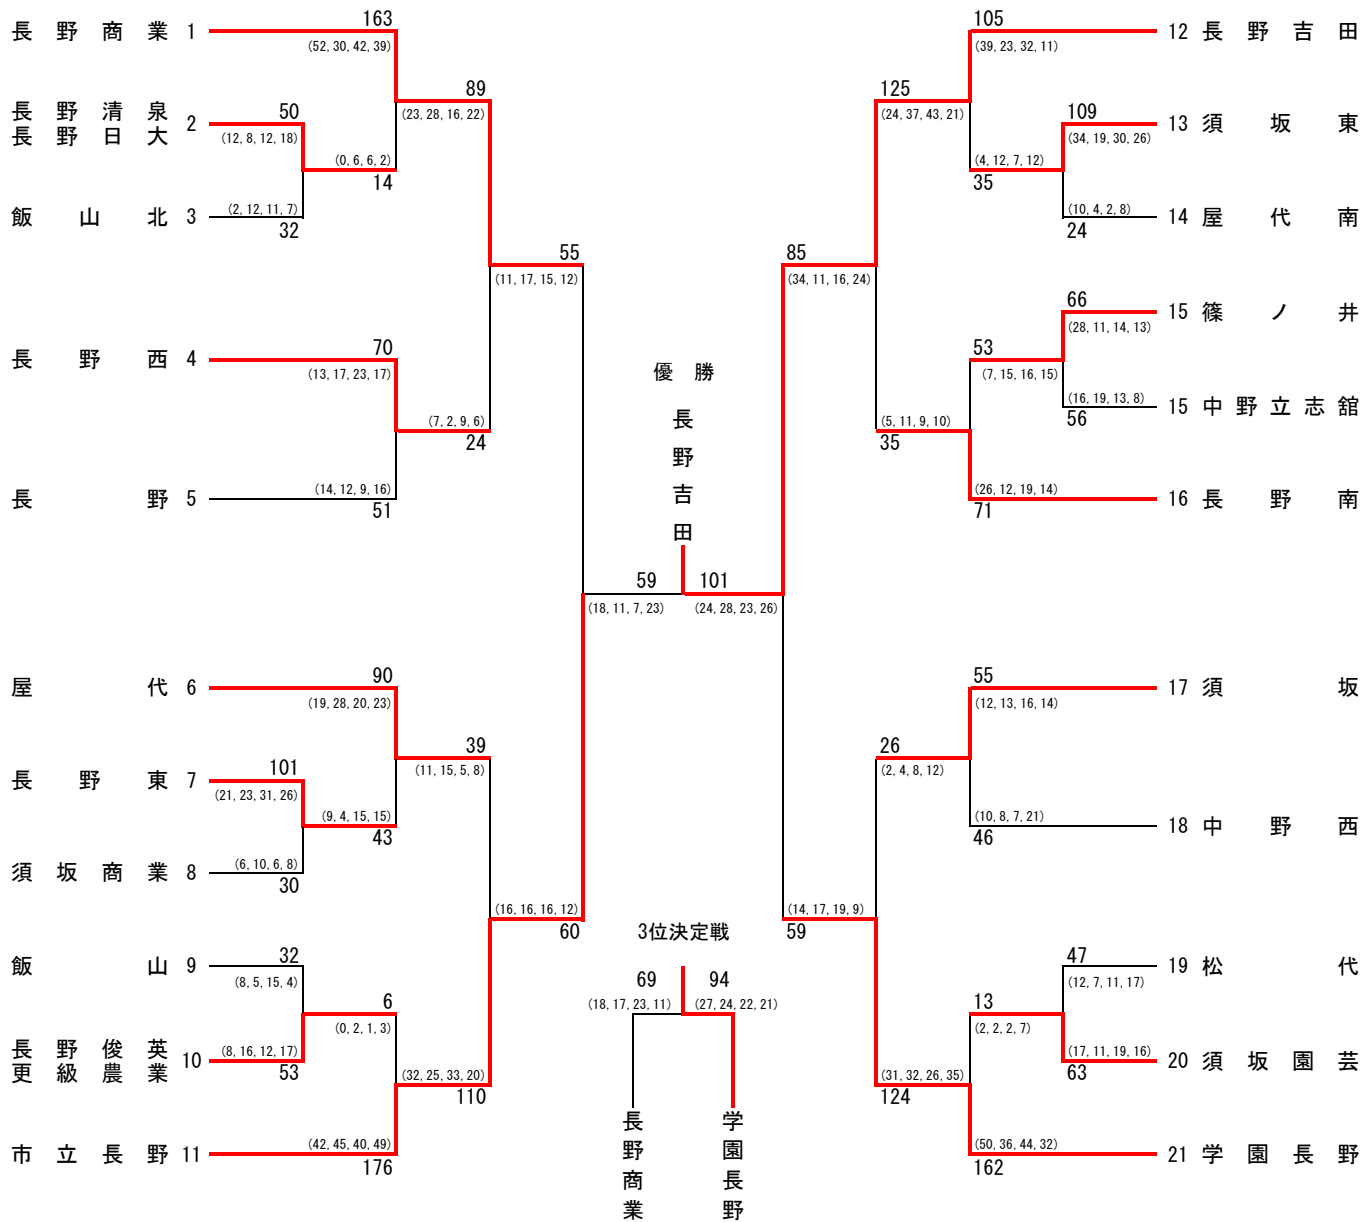 長野商業 1
163
(52, 30, 42, 39)
長野清泉
長野日大 2
50
(12, 8, 12, 18)
飯山北 3
(2, 12, 11, 7)
32
(0, 6, 6, 2)
14
89
(23, 28, 16, 22)
長野西 4
70
(13, 17, 23, 17)
長野 5
(14, 12, 9, 16)
51
(7, 2, 9, 6)
24
55
(11, 17, 15, 12)
屋代 6
90
(19, 28, 20, 23)
長野東 7
101
(21, 23, 31, 26)
須坂商業 8
(6, 10, 6, 8)
30
(9, 4, 15, 15)
43
39
(11, 15, 5, 8)
飯山 9
32
(8, 5, 15, 4)
長野俊英
更級農業 10
(8, 16, 12, 17)
53
6
(0, 2, 1, 3)
市立長野 11
(42, 45, 40, 49)
176
(32, 25, 33, 20)
110
(16, 16, 16, 12)
60
優勝
長野吉田
59
(18, 11, 7, 23)
101
(24, 28, 23, 26)
3位決定戦
69
(18, 17, 23, 11)
94
(27, 24, 22, 21)
長野商業
学園長野
105
(39, 23, 32, 11)
12 長野吉田
109
(34, 19, 30, 26)
13 須坂東
(10, 4, 2, 8)
24
14 屋代南
(4, 12, 7, 12)
35
125
(24, 37, 43, 21)
66
(28, 11, 14, 13)
15 篠ノ井
(16, 19, 13, 8)
56
15 中野立志舘
53
(7, 15, 16, 15)
(26, 12, 19, 14)
71
16 長野南
(5, 11, 9, 10)
35
85
(34, 11, 16, 24)
55
(12, 13, 16, 14)
17 須坂
(10, 8, 7, 21)
46
18 中野西
26
(2, 4, 8, 12)
47
(12, 7, 11, 17)
19 松代
(17, 11, 19, 16)
63
20 須坂園芸
13
(2, 2, 2, 7)
(50, 36, 44, 32)
162
21 学園長野
(31, 32, 26, 35)
124
(14, 17, 19, 9)
59